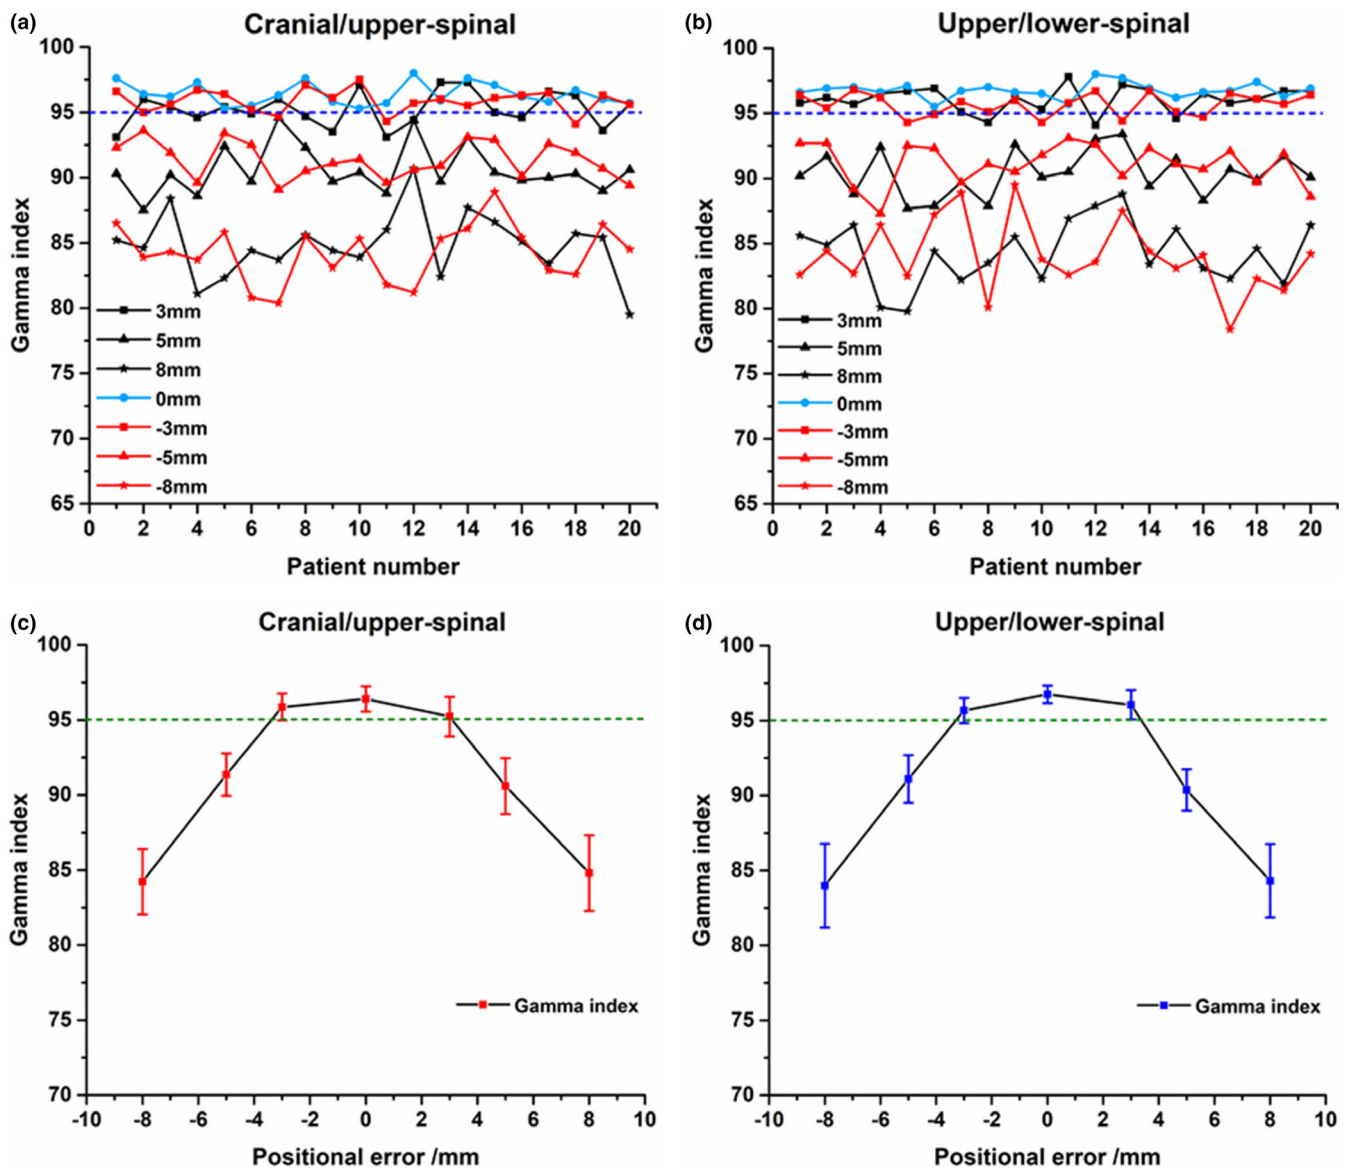 (a)
Cranial/upper-spinal
100
95
90
85
80
75
70
65
Gamma index
3mm
5mm
8mm
0mm
-3mm
-5mm
-8mm
0 2 4 6 8 10 12 14 16 18 20
Patient number
(b)
Upper/lower-spinal
100
95
90
85
80
75
70
65
Gamma index
3mm
5mm
8mm
0mm
-3mm
-5mm
-8mm
0 2 4 6 8 10 12 14 16 18 20
Patient number
(c)
Cranial/upper-spinal
100
95
90
85
80
75
70
Gamma index
Gamma index
-10 -8 -6 -4 -2 0 2 4 6 8 10
Positional error /mm
(d)
Upper/lower-spinal
100
95
90
85
80
75
70
Gamma index
Gamma index
-10 -8 -6 -4 -2 0 2 4 6 8 10
Positional error /mm